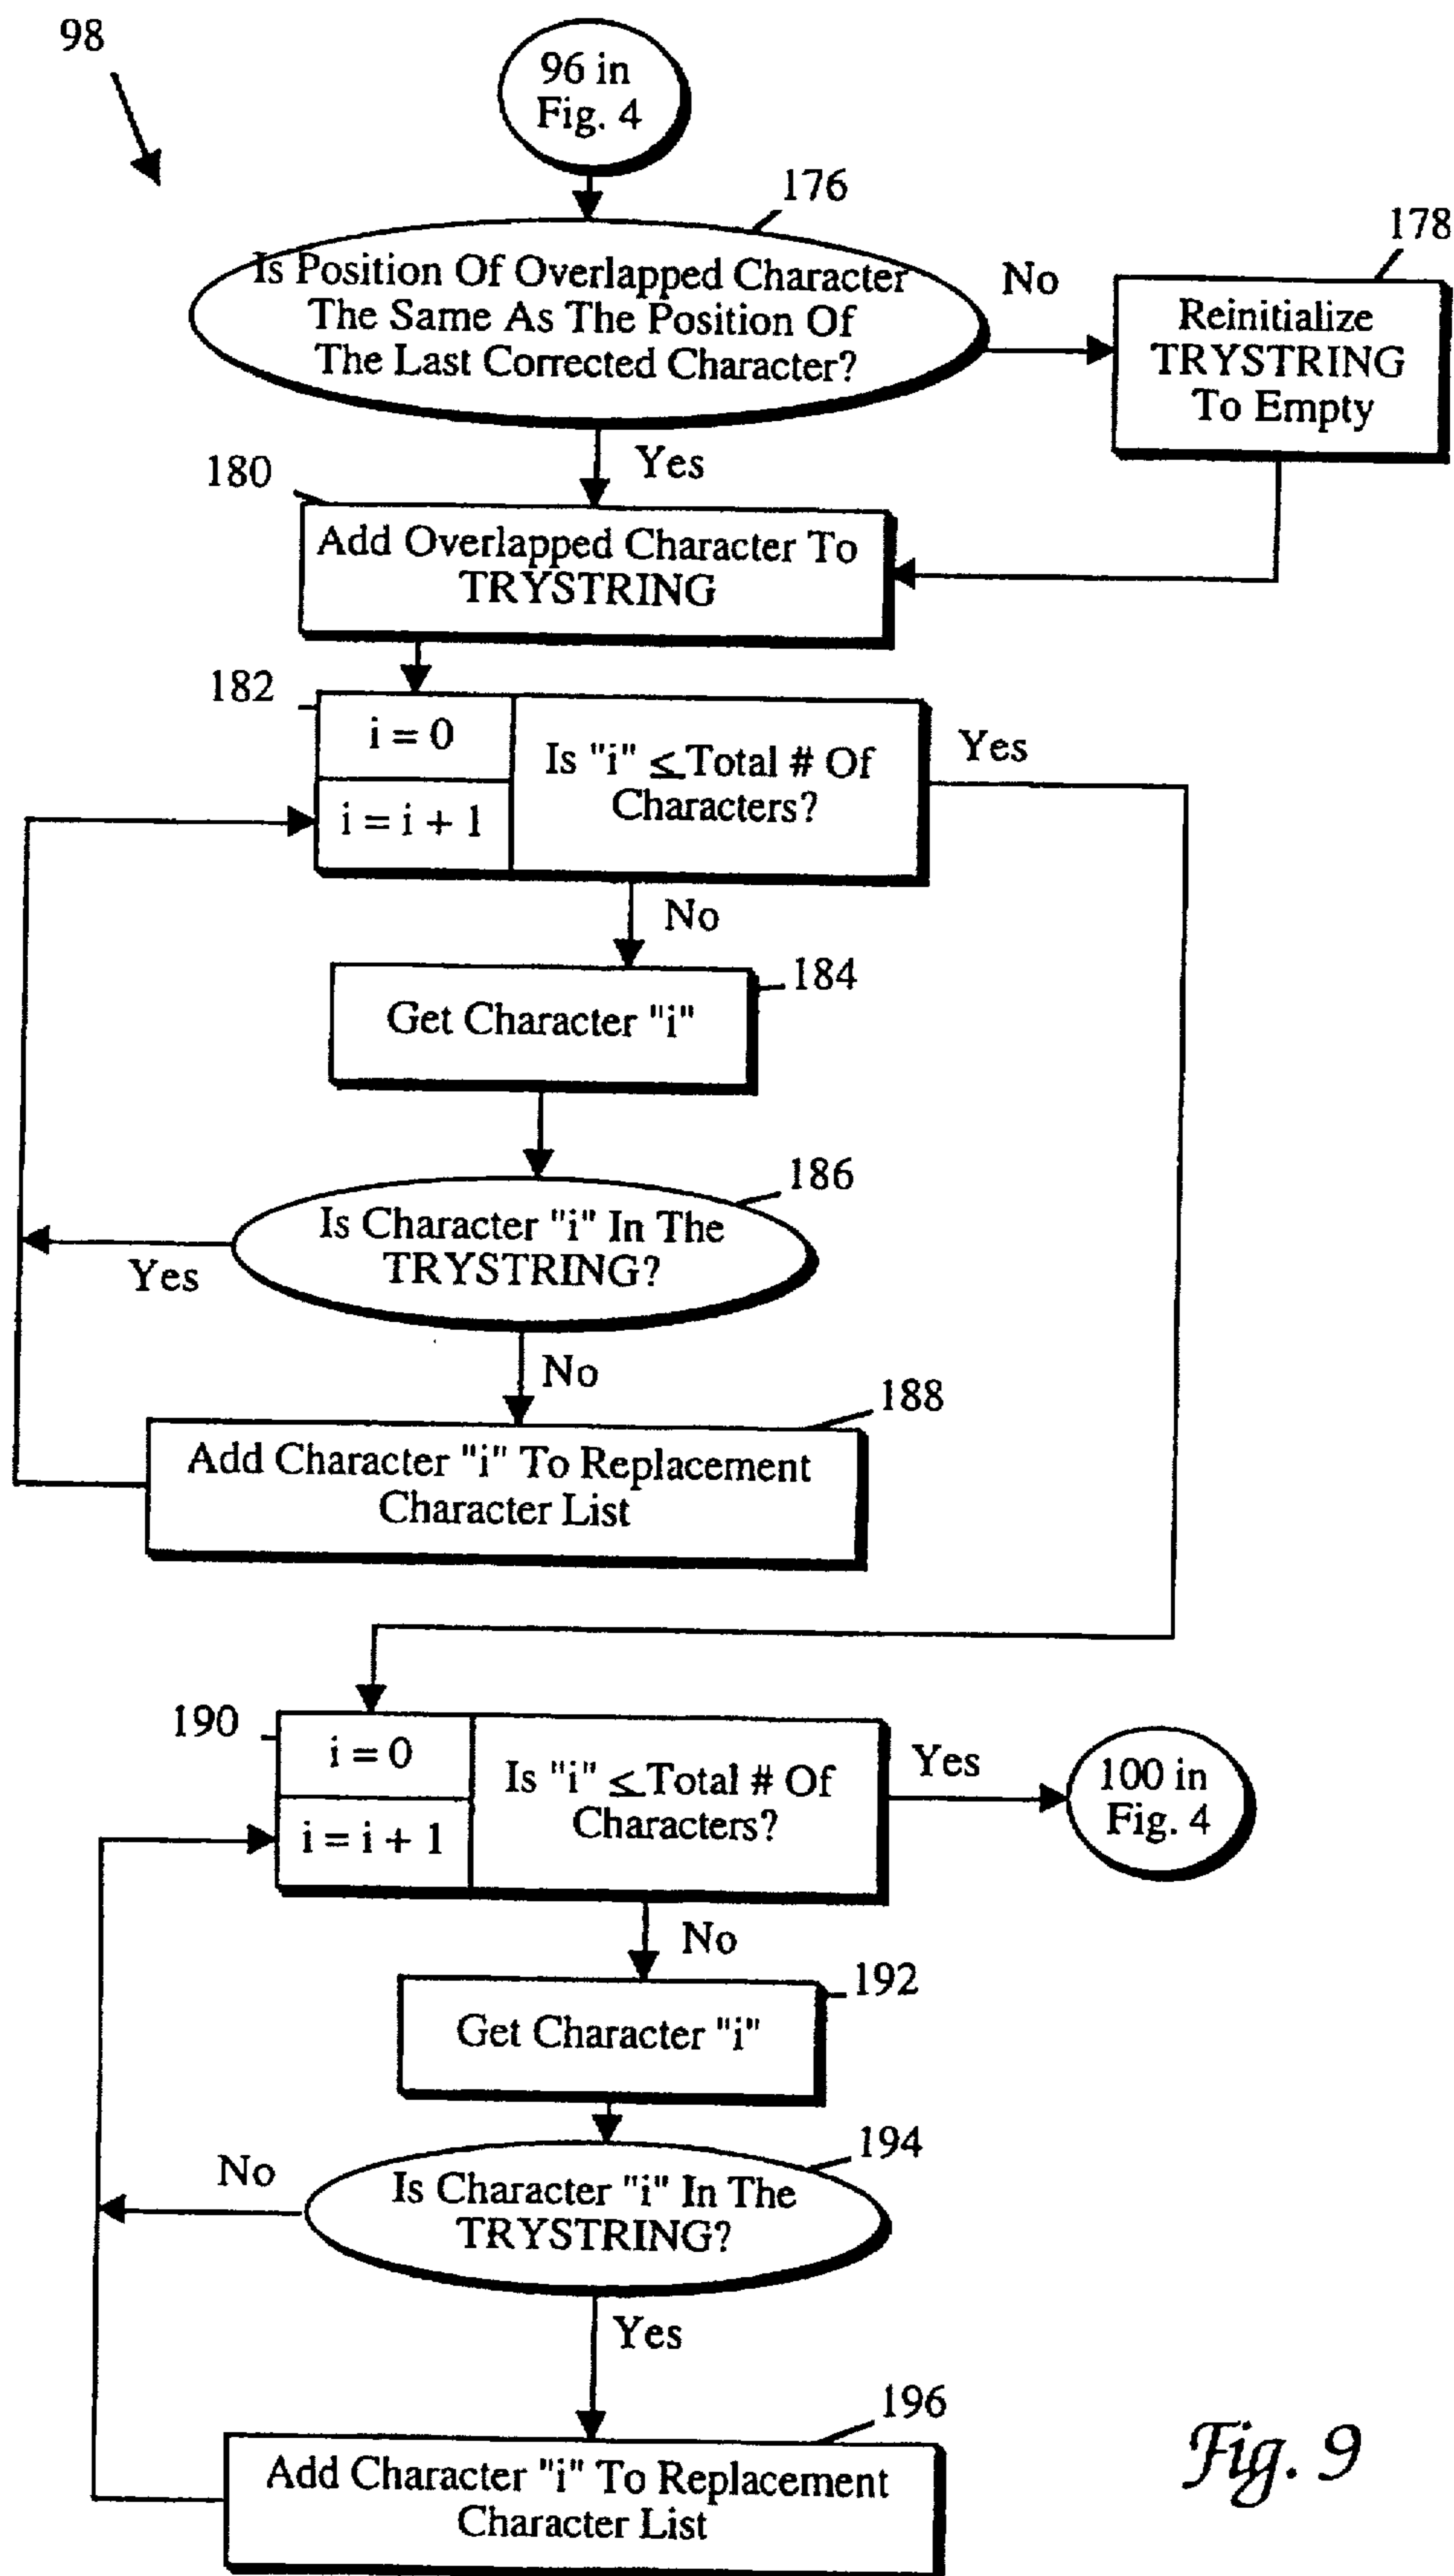 98
96 in
Fig. 4
176
Is Position Of Overlapped Character
The Same As The Position Of
The Last Corrected Character?
No
178
Reinitialize
TRYSTRING
To Empty
Yes
180
Add Overlapped Character To
TRYSTRING
182
i = 0
i = i + 1
Is "i" ≤ Total # Of
Characters?
Yes
No
184
Get Character "i"
186
Is Character "i" In The
TRYSTRING?
Yes
No
188
Add Character "i" To Replacement
Character List
190
i = 0
i = i + 1
Is "i" ≤ Total # Of
Characters?
Yes
100 in
Fig. 4
No
192
Get Character "i"
194
Is Character "i" In The
TRYSTRING?
No
Yes
196
Add Character "i" To Replacement
Character List
Fig. 9